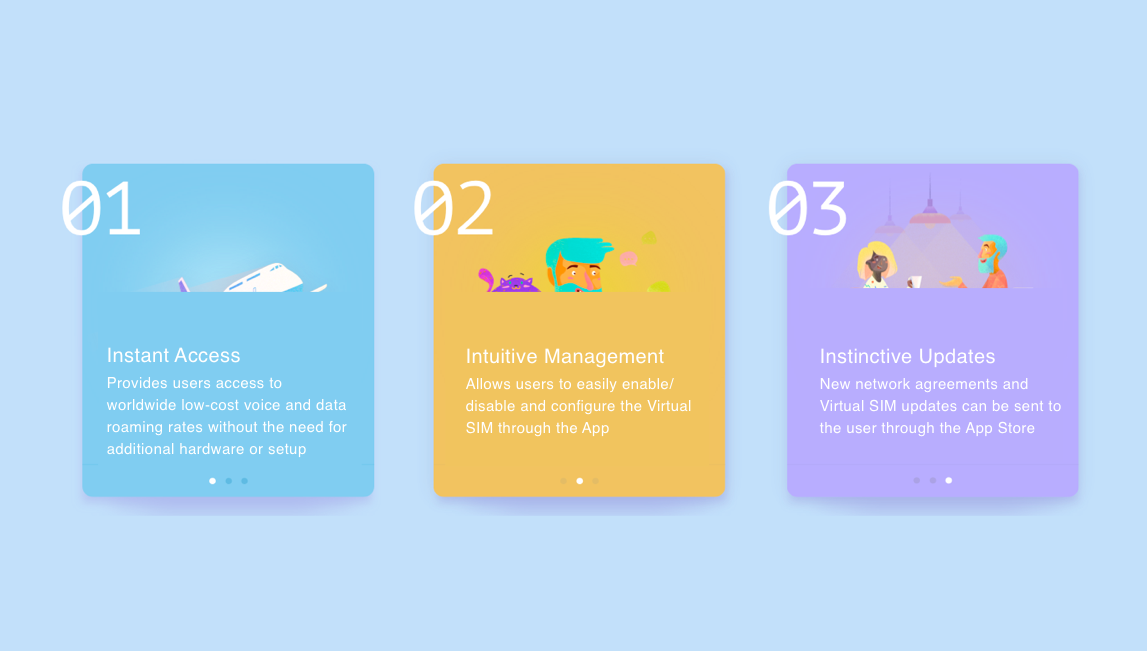 01
Instant Access
Provides users access to
worldwide low-cost voice and data
roaming rates without the need for
additional hardware or setup
02
Intuitive Management
Allows users to easily enable/
disable and configure the Virtual
SIM through the App
03
Instinctive Updates
New network agreements and
Virtual SIM updates can be sent to
the user through the App Store